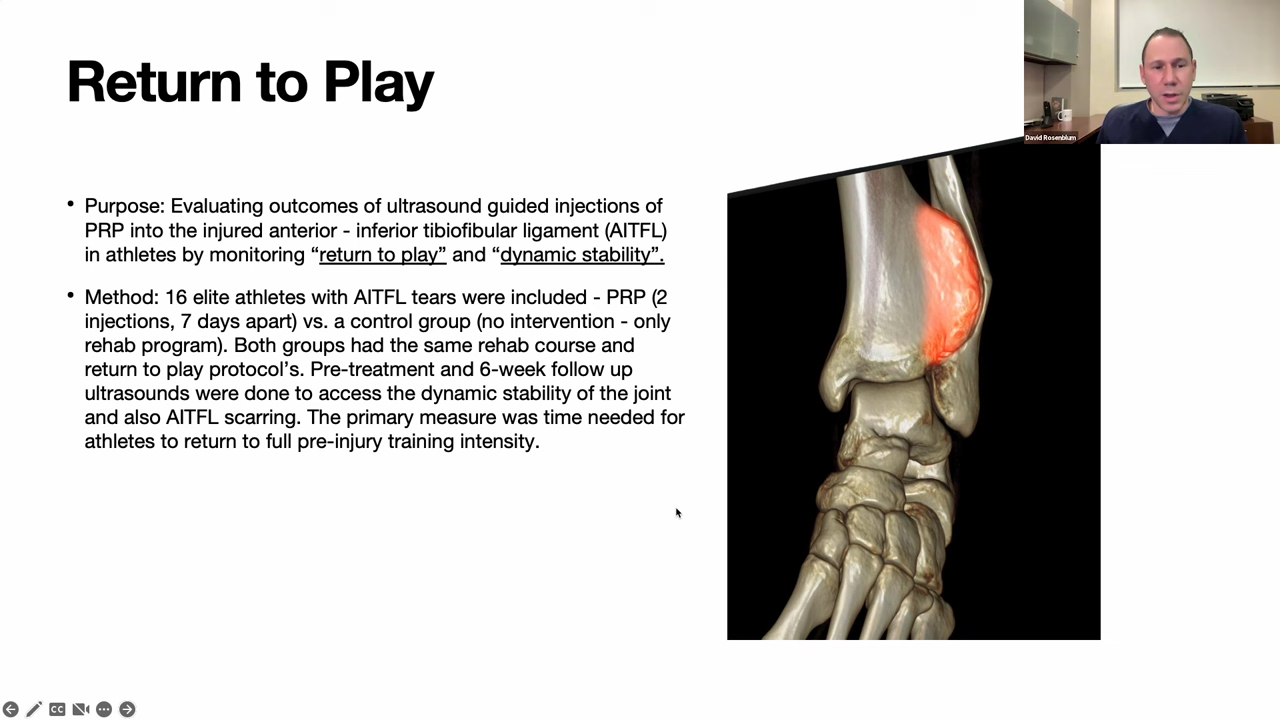 Return to Play
David Rosenblum
• Purpose: Evaluating outcomes of ultrasound guided injections of
PRP into the injured anterior - inferior tibiofibular ligament (AITFL)
in athletes by monitoring “return to play” and “dynamic stability”.
• Method: 16 elite athletes with AITFL tears were included - PRP (2
injections, 7 days apart) vs. a control group (no intervention - only
rehab program). Both groups had the same rehab course and
return to play protocol’s. Pre-treatment and 6-week follow up
ultrasounds were done to access the dynamic stability of the joint
and also AITFL scarring. The primary measure was time needed for
athletes to return to full pre-injury training intensity.
CC